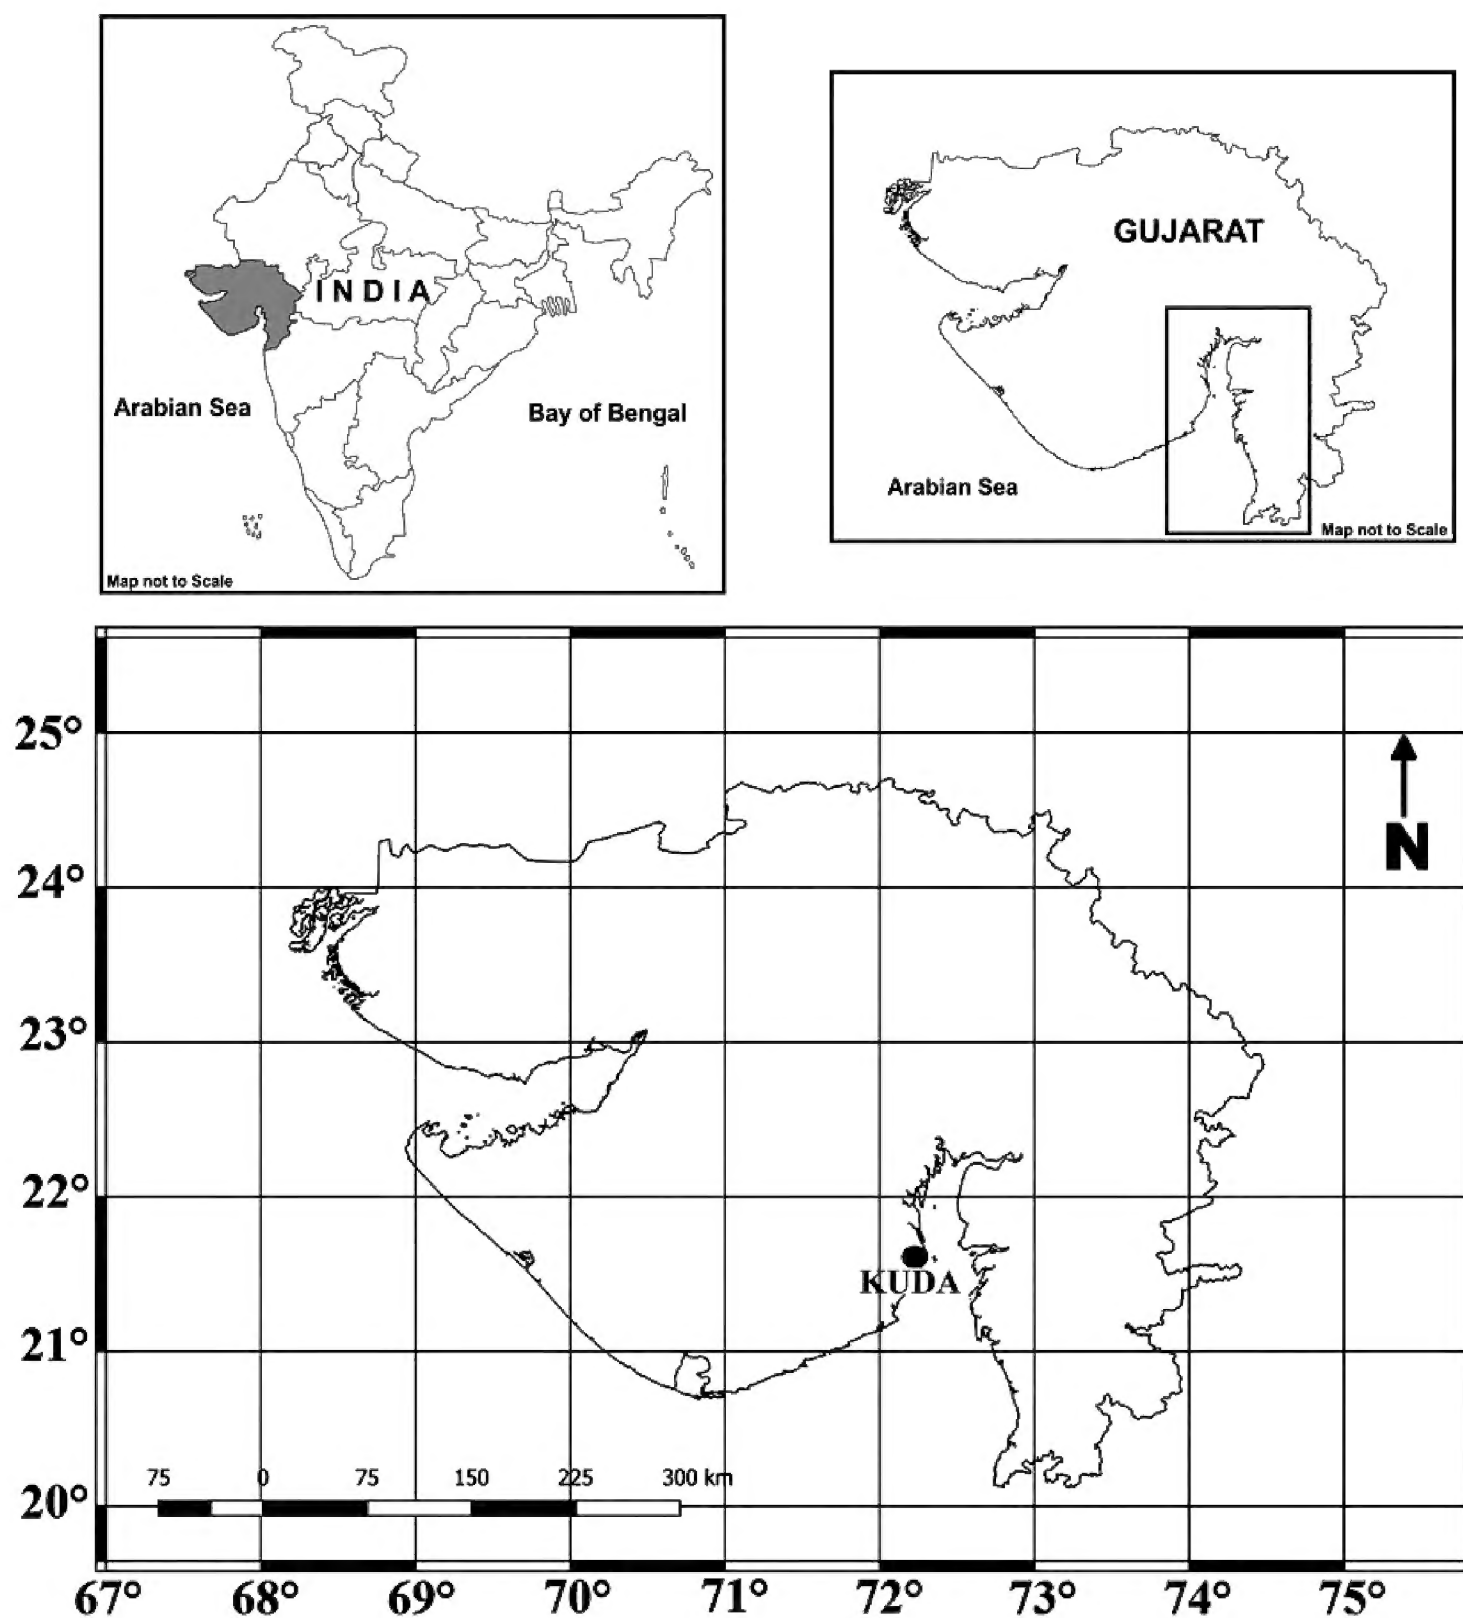 INDIA
Arabian Sea
Bay of Bengal
Map not to Scale
GUJARAT
Arabian Sea
Map not to Scale
25°
24°
23°
22°
21°
20°
N
KUDA
75 0 75 150 225 300 km
67° 68° 69° 70° 71° 72° 73° 74° 75°